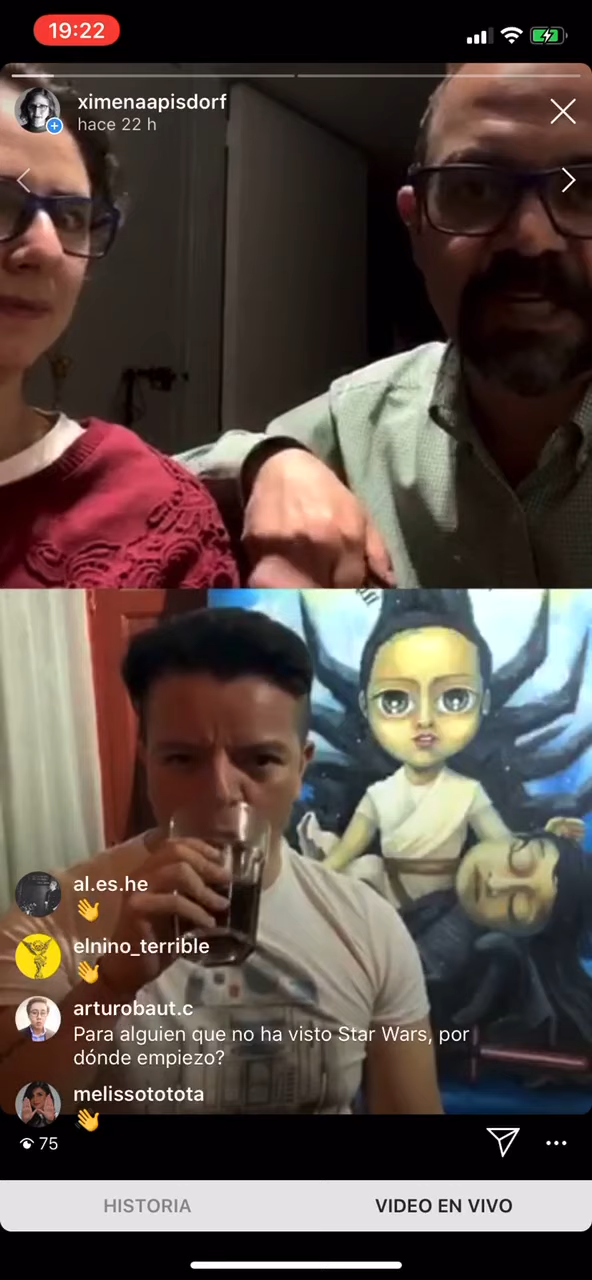 19:22
ximenaapisdorf
hace 22 h
al.es.he
👋
elnino_terrible
👋
arturobaut.c
Para alguien que no ha visto Star Wars, por
dónde empiezo?
melissototota
👋
75
HISTORIA
VIDEO EN VIVO